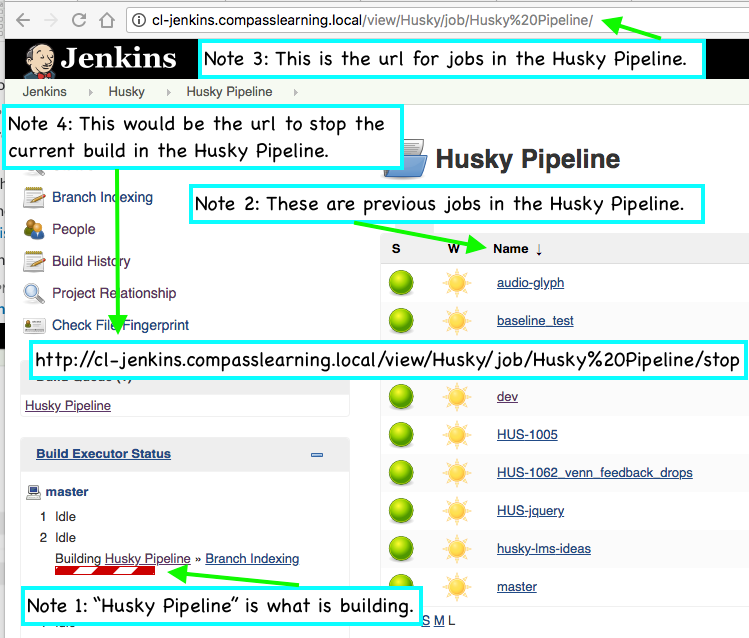 cl-jenkins.compasslearning.local/view/Husky/job/Husky%20Pipeline/
Jenkins
Note 3: This is the url for jobs in the Husky Pipeline.
Jenkins Husky Husky Pipeline
Note 4: This would be the url to stop the
current build in the Husky Pipeline.
Husky Pipeline
Branch Indexing
Note 2: These are previous jobs in the Husky Pipeline.
People
S W Name ↓
Build History
Project Relationship
audio-glyph
Check File Fingerprint
baseline_test
http://cl-jenkins.compasslearning.local/view/Husky/job/Husky%20Pipeline/stop
Husky Pipeline
dev
HUS-1005
Build Executor Status
HUS-1062_venn_feedback_drops
master
HUS-jquery
1 Idle
2 Idle
husky-lms-ideas
Building Husky Pipeline » Branch Indexing
master
Note 1: “Husky Pipeline” is what is building.
S M L
Idle